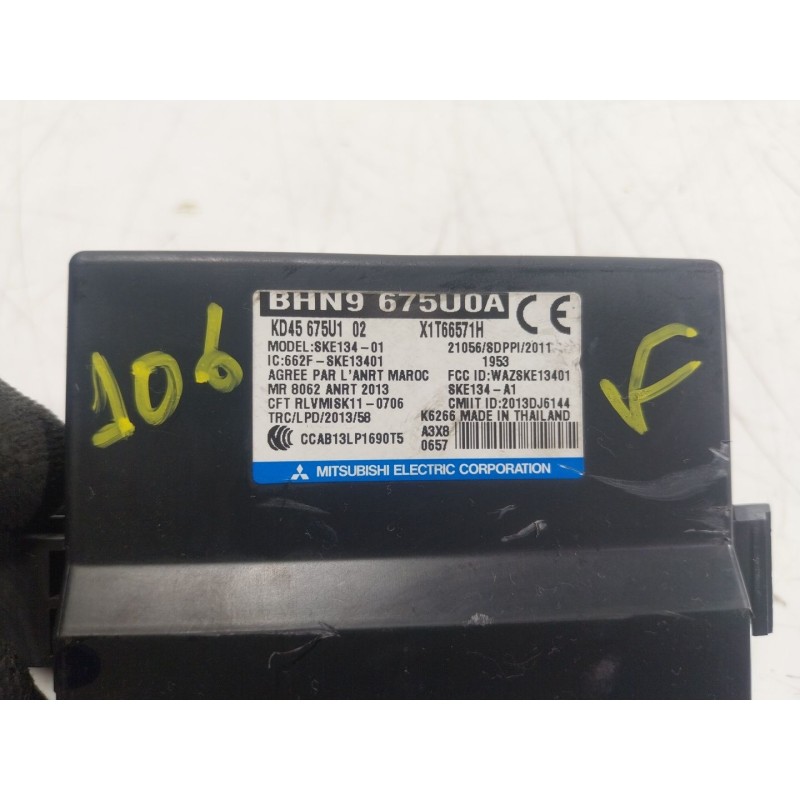 BHN9 675U0A
KD45 675U1 02 X1T66571H
MODEL:SKE134-01 21056/SDPPI/2011
IC:662F-SKE13401 1953
AGREE PAR L'ANRT MAROC FCC ID:WAZSKE13401
MR 8062 ANRT 2013 SKE134-A1
CFT RLVMISK11-0706 CMIIT ID:2013DJ6144
TRC/LPD/2013/58 K6266 MADE IN THAILAND
CCAB13LP1690T5 A3X8
0657
MITSUBISHI ELECTRIC CORPORATION
106